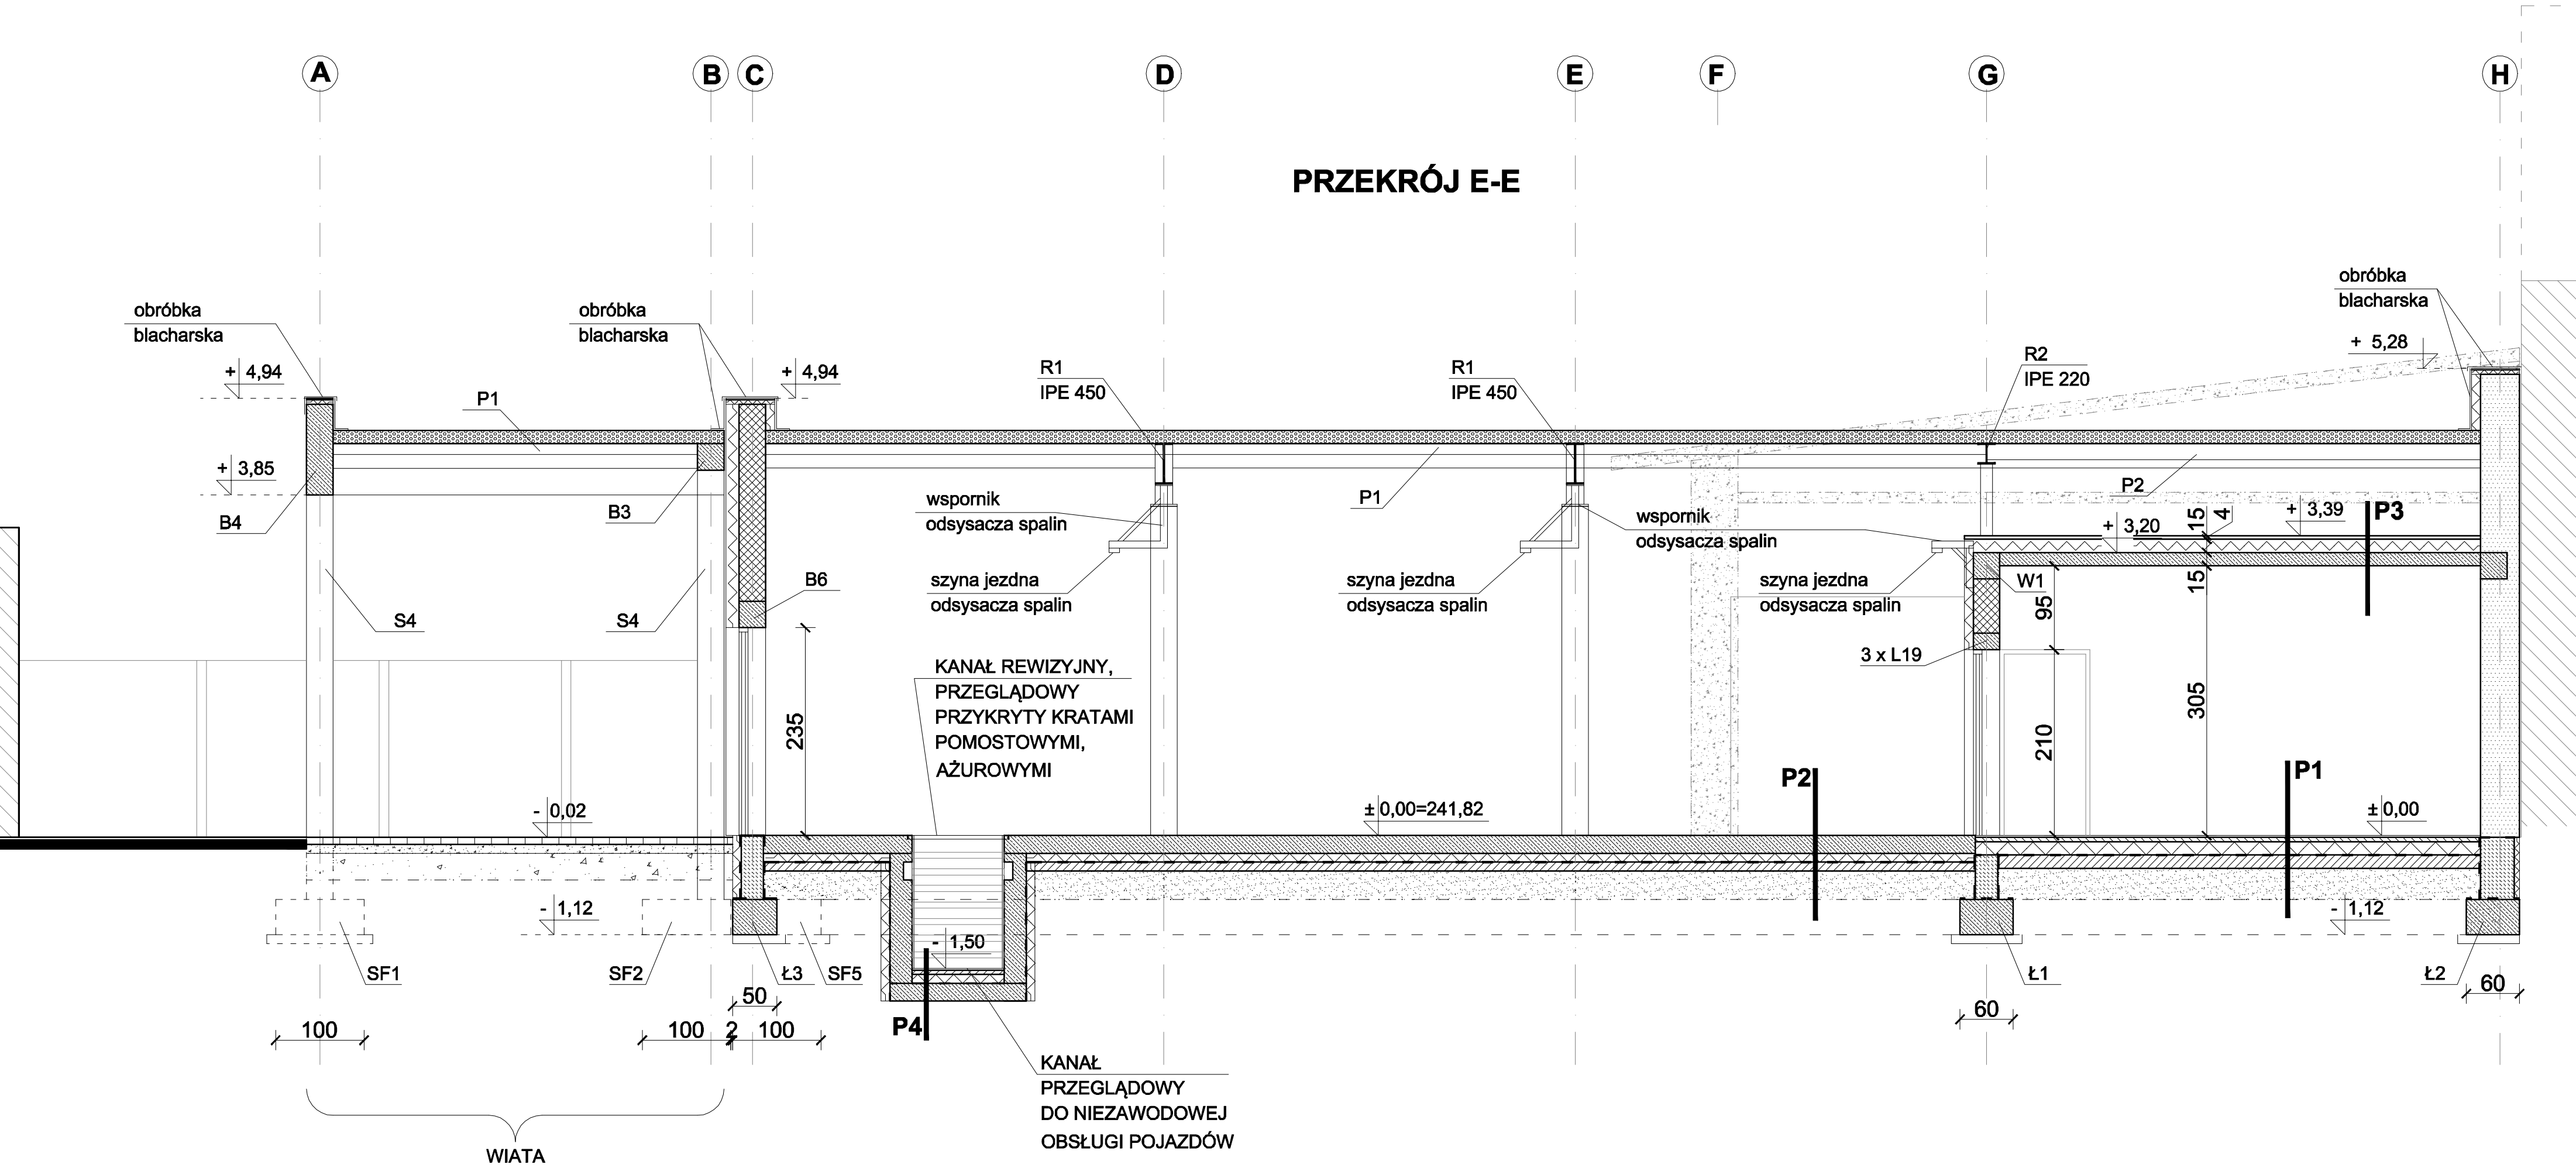 A B C D E F G H
PRZEKRÓJ E-E
obróbka
blacharska
obróbka
blacharska
obróbka
blacharska
+ 4,94
+ 4,94
+ 5,28
P1
R1
IPE 450
R1
IPE 450
R2
IPE 220
+ 3,85
B4
B3
wspornik
odsysacza spalin
P1
wspornik
odsysacza spalin
P2
+ 3,20
15
4
+ 3,39
P3
S4
S4
B6
szyna jezdna
odsysacza spalin
szyna jezdna
odsysacza spalin
szyna jezdna
odsysacza spalin
W1
15
95
3 x L19
KANAŁ REWIZYJNY,
PRZEGLĄDOWY
PRZYKRYTY KRATAMI
POMOSTOWYMI,
AŻUROWYMI
235
305
210
P2
P1
- 0,02
± 0,00=241,82
± 0,00
- 1,12
- 1,50
- 1,12
SF1
SF2
Ł3
SF5
Ł1
Ł2
50
60
60
100
100
2
100
P4
KANAŁ
PRZEGLĄDOWY
DO NIEZAWODOWEJ
OBSŁUGI POJAZDÓW
WIATA